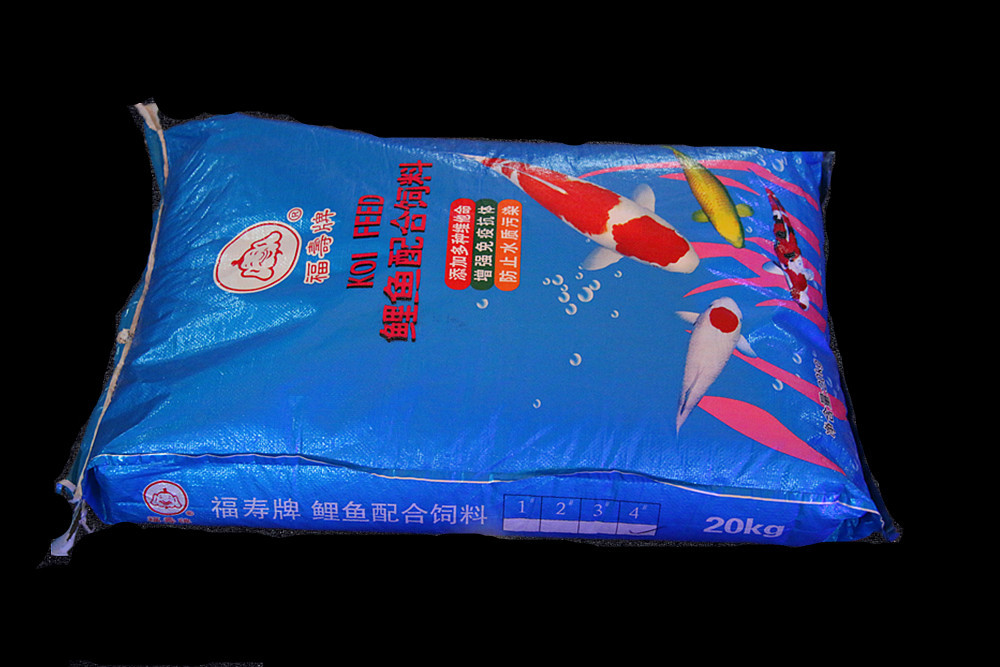 ®
福壽牌
KOI FEED
鲤鱼配合饲料
添加多种维他命
增强免疫抗体
防止水质污染
福寿牌 鲤鱼配合饲料
1# 2# 3# 4#
20kg